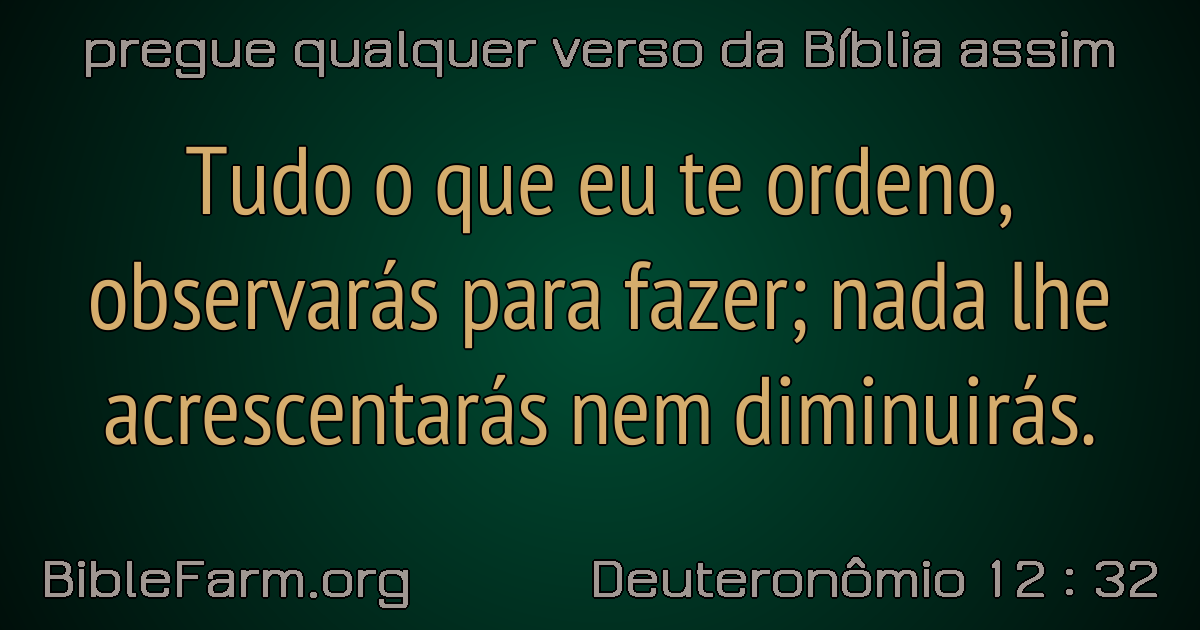 pregue qualquer verso da Bíblia assim
Tudo o que eu te ordeno,
observarás para fazer; nada lhe
acrescentarás nem diminuirás.
BibleFarm.org
Deuteronômio 12 : 32